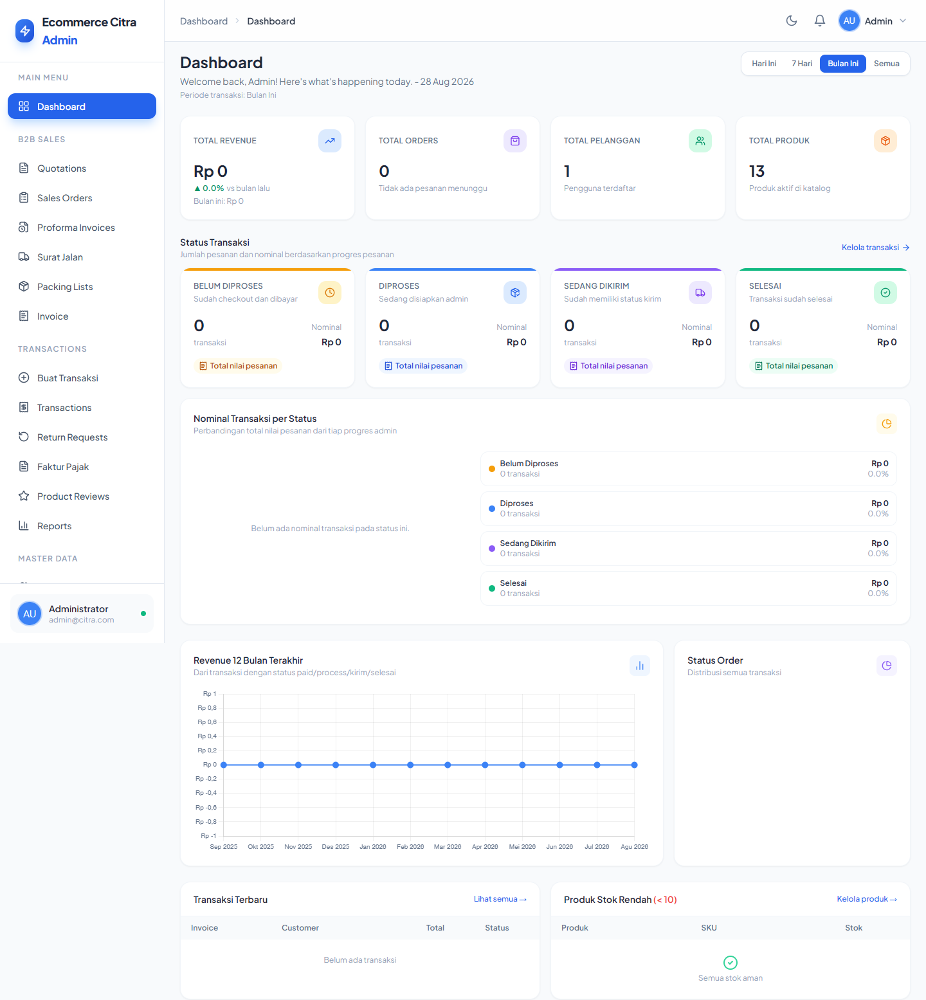 Ecommerce Citra
Admin
MAIN MENU
Dashboard
B2B SALES
Quotations
Sales Orders
Proforma Invoices
Surat Jalan
Packing Lists
Invoice
TRANSACTIONS
Buat Transaksi
Transactions
Return Requests
Faktur Pajak
Product Reviews
Reports
MASTER DATA
AU
Administrator
admin@citra.com
Dashboard > Dashboard
AU Admin
Dashboard
Welcome back, Admin! Here's what's happening today. - 28 Aug 2026
Periode transaksi: Bulan Ini
Hari Ini 7 Hari Bulan Ini Semua
TOTAL REVENUE
Rp 0
▲ 0.0% vs bulan lalu
Bulan ini: Rp 0
TOTAL ORDERS
0
Tidak ada pesanan menunggu
TOTAL PELANGGAN
1
Pengguna terdaftar
TOTAL PRODUK
13
Produk aktif di katalog
Status Transaksi
Jumlah pesanan dan nominal berdasarkan progres pesanan
Kelola transaksi →
BELUM DIPROSES
Sudah checkout dan dibayar
0 Nominal
transaksi Rp 0
Total nilai pesanan
DIPROSES
Sedang disiapkan admin
0 Nominal
transaksi Rp 0
Total nilai pesanan
SEDANG DIKIRIM
Sudah memiliki status kirim
0 Nominal
transaksi Rp 0
Total nilai pesanan
SELESAI
Transaksi sudah selesai
0 Nominal
transaksi Rp 0
Total nilai pesanan
Nominal Transaksi per Status
Perbandingan total nilai pesanan dari tiap progres admin
Belum ada nominal transaksi pada status ini.
Belum Diproses Rp 0
0 transaksi 0.0%
Diproses Rp 0
0 transaksi 0.0%
Sedang Dikirim Rp 0
0 transaksi 0.0%
Selesai Rp 0
0 transaksi 0.0%
Revenue 12 Bulan Terakhir
Dari transaksi dengan status paid/process/kirim/selesai
Rp 1
Rp 0,8
Rp 0,6
Rp 0,4
Rp 0,2
Rp 0
Rp -0,2
Rp -0,4
Rp -0,6
Rp -0,8
Rp -1
Sep 2025 Okt 2025 Nov 2025 Des 2025 Jan 2026 Feb 2026 Mar 2026 Apr 2026 Mei 2026 Jun 2026 Jul 2026 Agu 2026
Status Order
Distribusi semua transaksi
Transaksi Terbaru
Lihat semua →
Invoice Customer Total Status
Belum ada transaksi
Produk Stok Rendah (< 10)
Kelola produk →
Produk SKU Stok
Semua stok aman